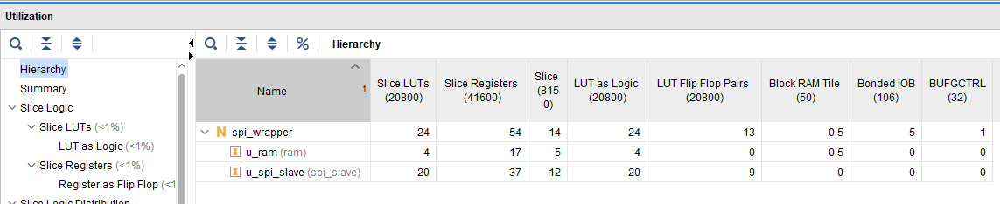 Utilization
Hierarchy
Hierarchy
Summary
Slice Logic
Slice LUTs (<1%)
LUT as Logic (<1%)
Slice Registers (<1%)
Register as Flip Flop (<1
Name 1 Slice LUTs (20800) Slice Registers (41600) Slice (8150) LUT as Logic (20800) LUT Flip Flop Pairs (20800) Block RAM Tile (50) Bonded IOB (106) BUFGCTRL (32)
N spi_wrapper 24 54 14 24 13 0.5 5 1
I u_ram (ram) 4 17 5 4 0 0.5 0 0
I u_spi_slave (spi_slave) 20 37 12 20 9 0 0 0
Slice Logic Distribution